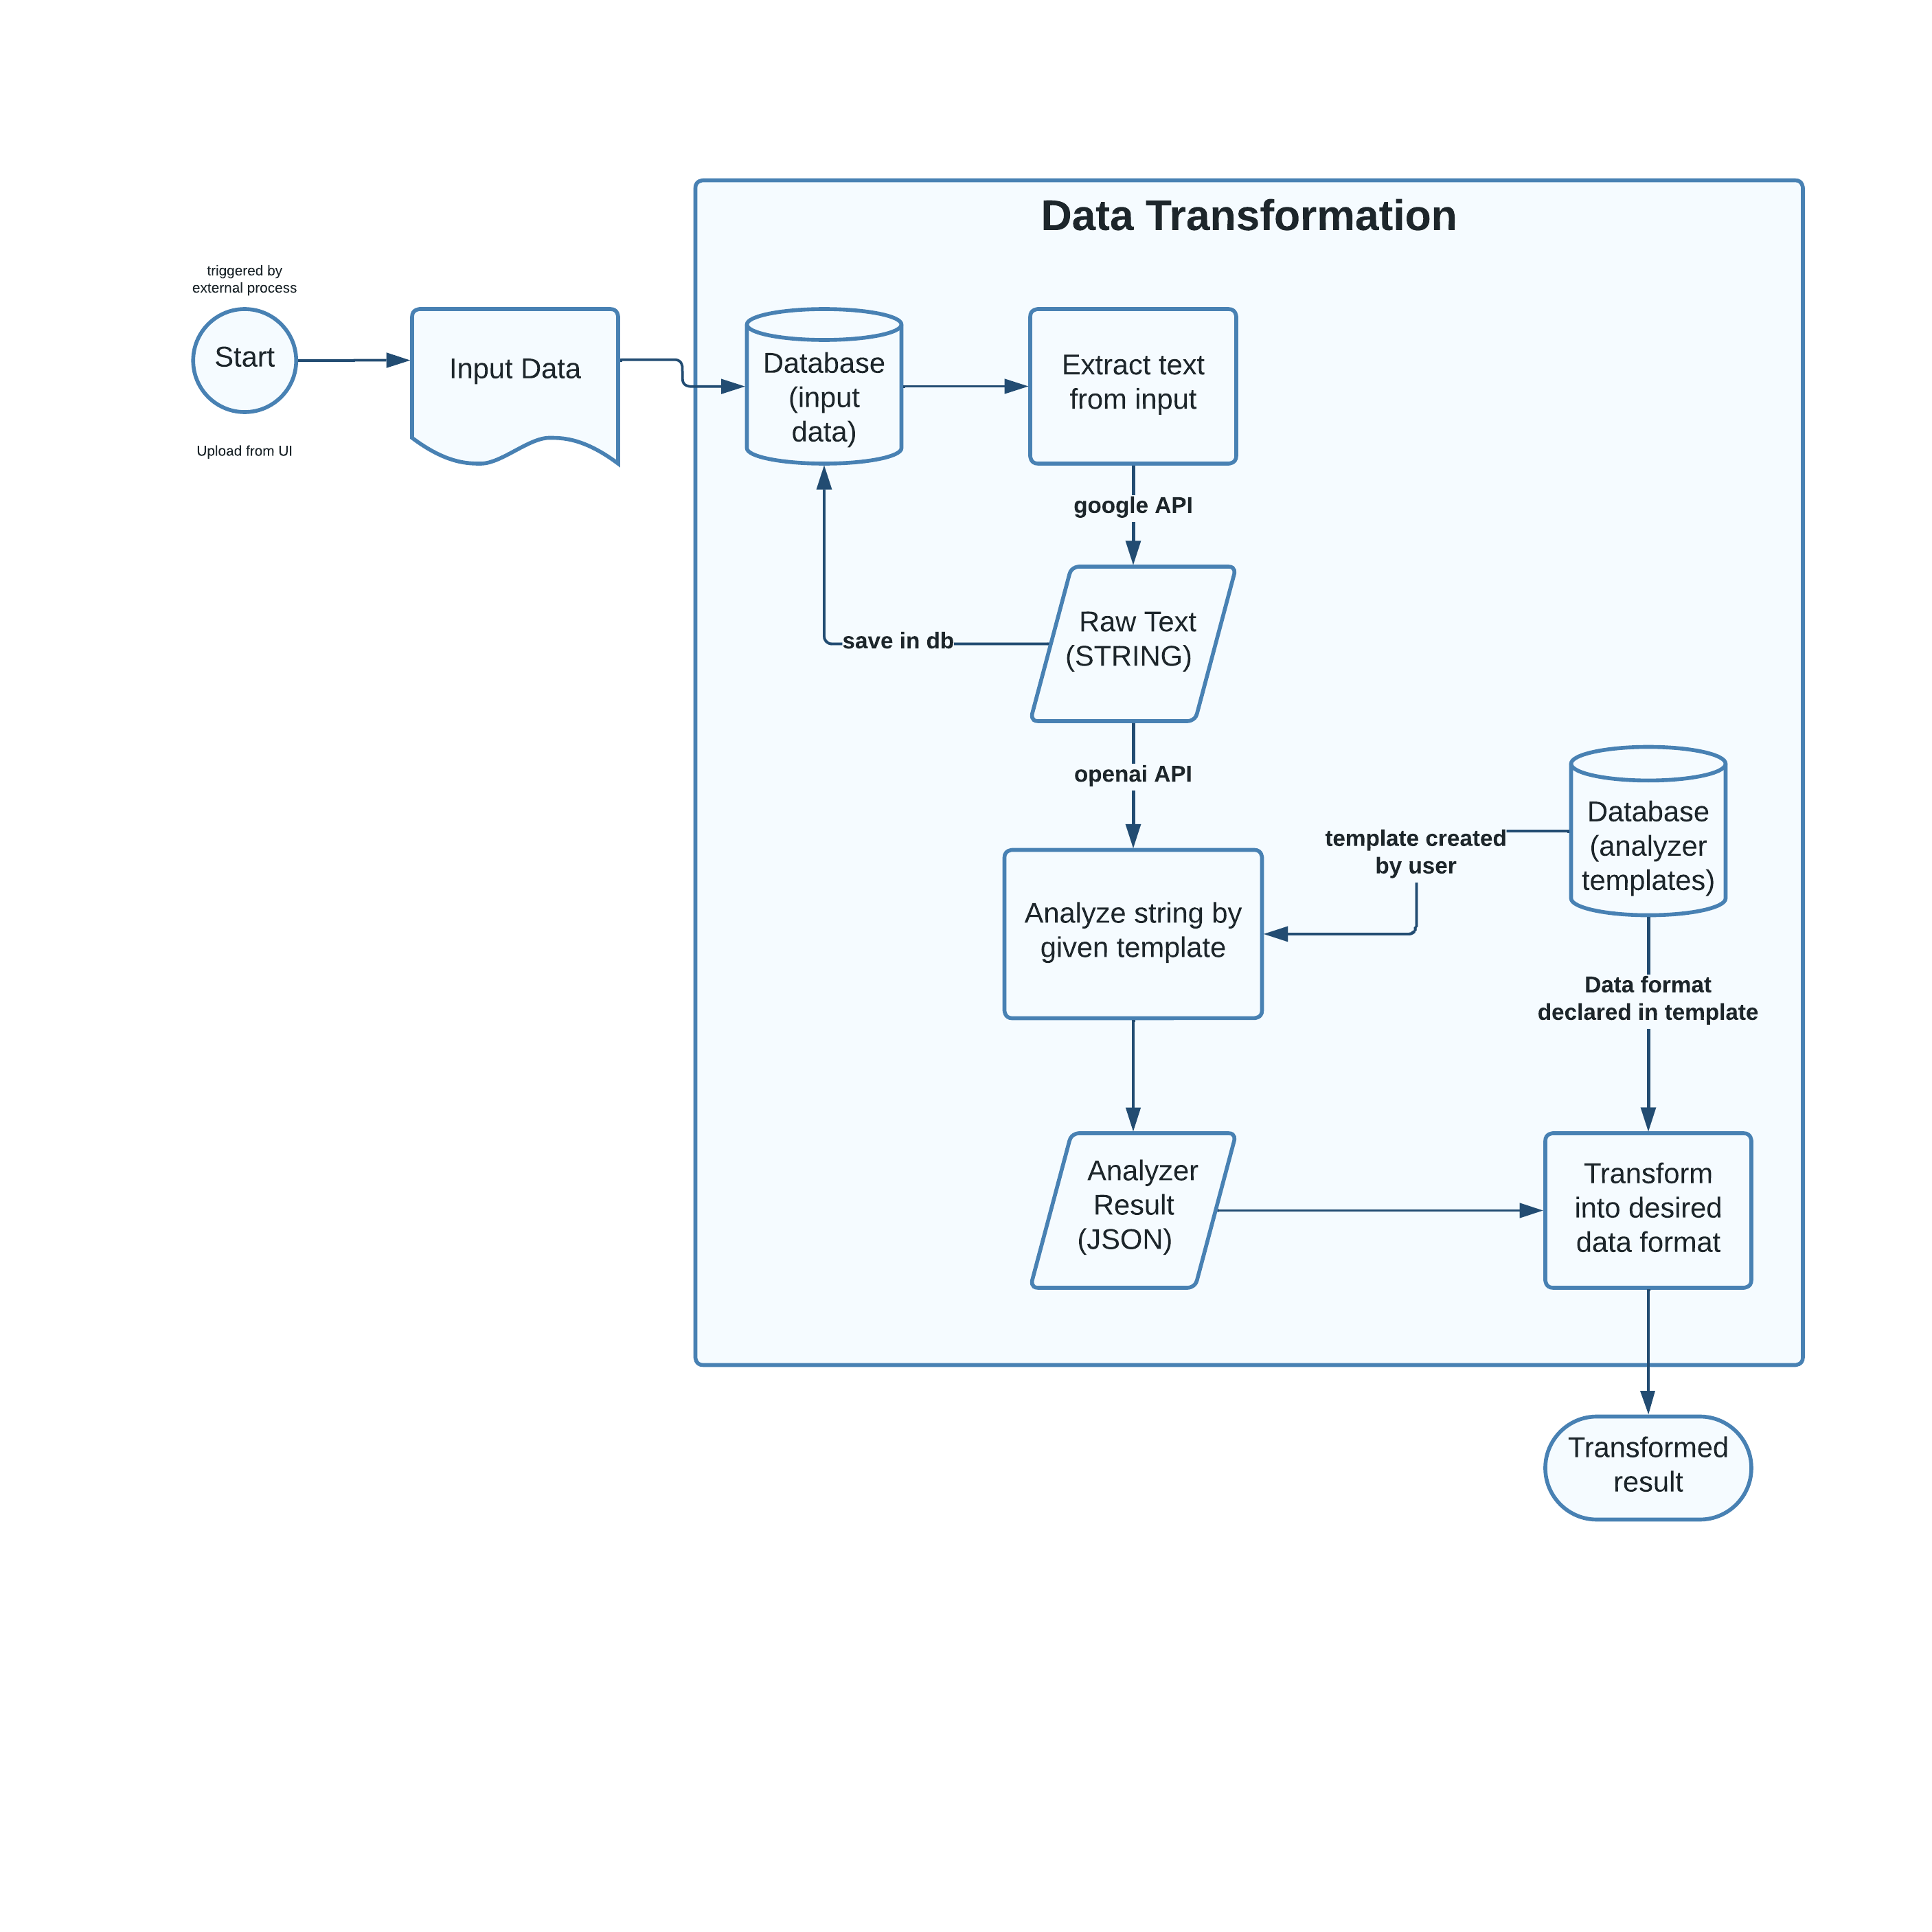 Data Transformation
triggered by
external process
Start
Upload from UI
Input Data
Database
(input
data)
Extract text
from input
google API
Raw Text
(STRING)
save in db
openai API
Database
(analyzer
templates)
template created
by user
Analyze string by
given template
Data format
declared in template
Analyzer
Result
(JSON)
Transform
into desired
data format
Transformed
result